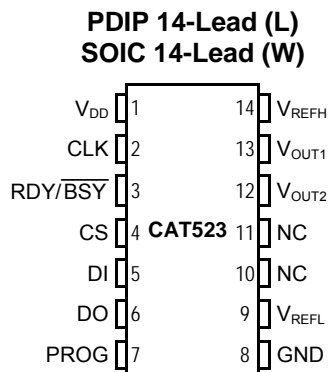 PDIP 14-Lead (L)
SOIC 14-Lead (W)
VDD 1 14 VREFH
CLK 2 13 VOUT1
RDY/BSY 3 12 VOUT2
CS 4 CAT523 11 NC
DI 5 10 NC
DO 6 9 VREFL
PROG 7 8 GND